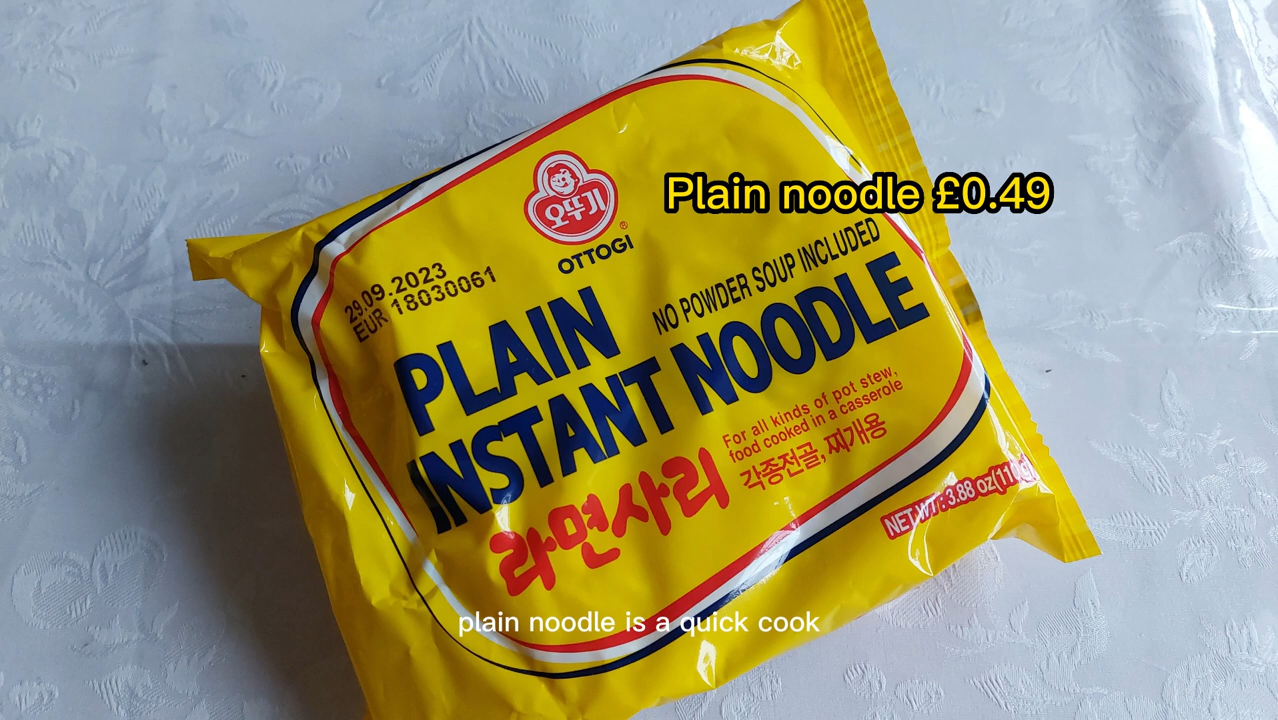 오뚜기
®
OTTOGI
Plain noodle £0.49
29.09.2023
EUR 18030061
NO POWDER SOUP INCLUDED
PLAIN
INSTANT NOODLE
For all kinds of pot stew,
food cooked in a casserole
라면사리
각종전골, 찌개용
NET WT: 3.88 oz(110g)
plain noodle is a quick cook